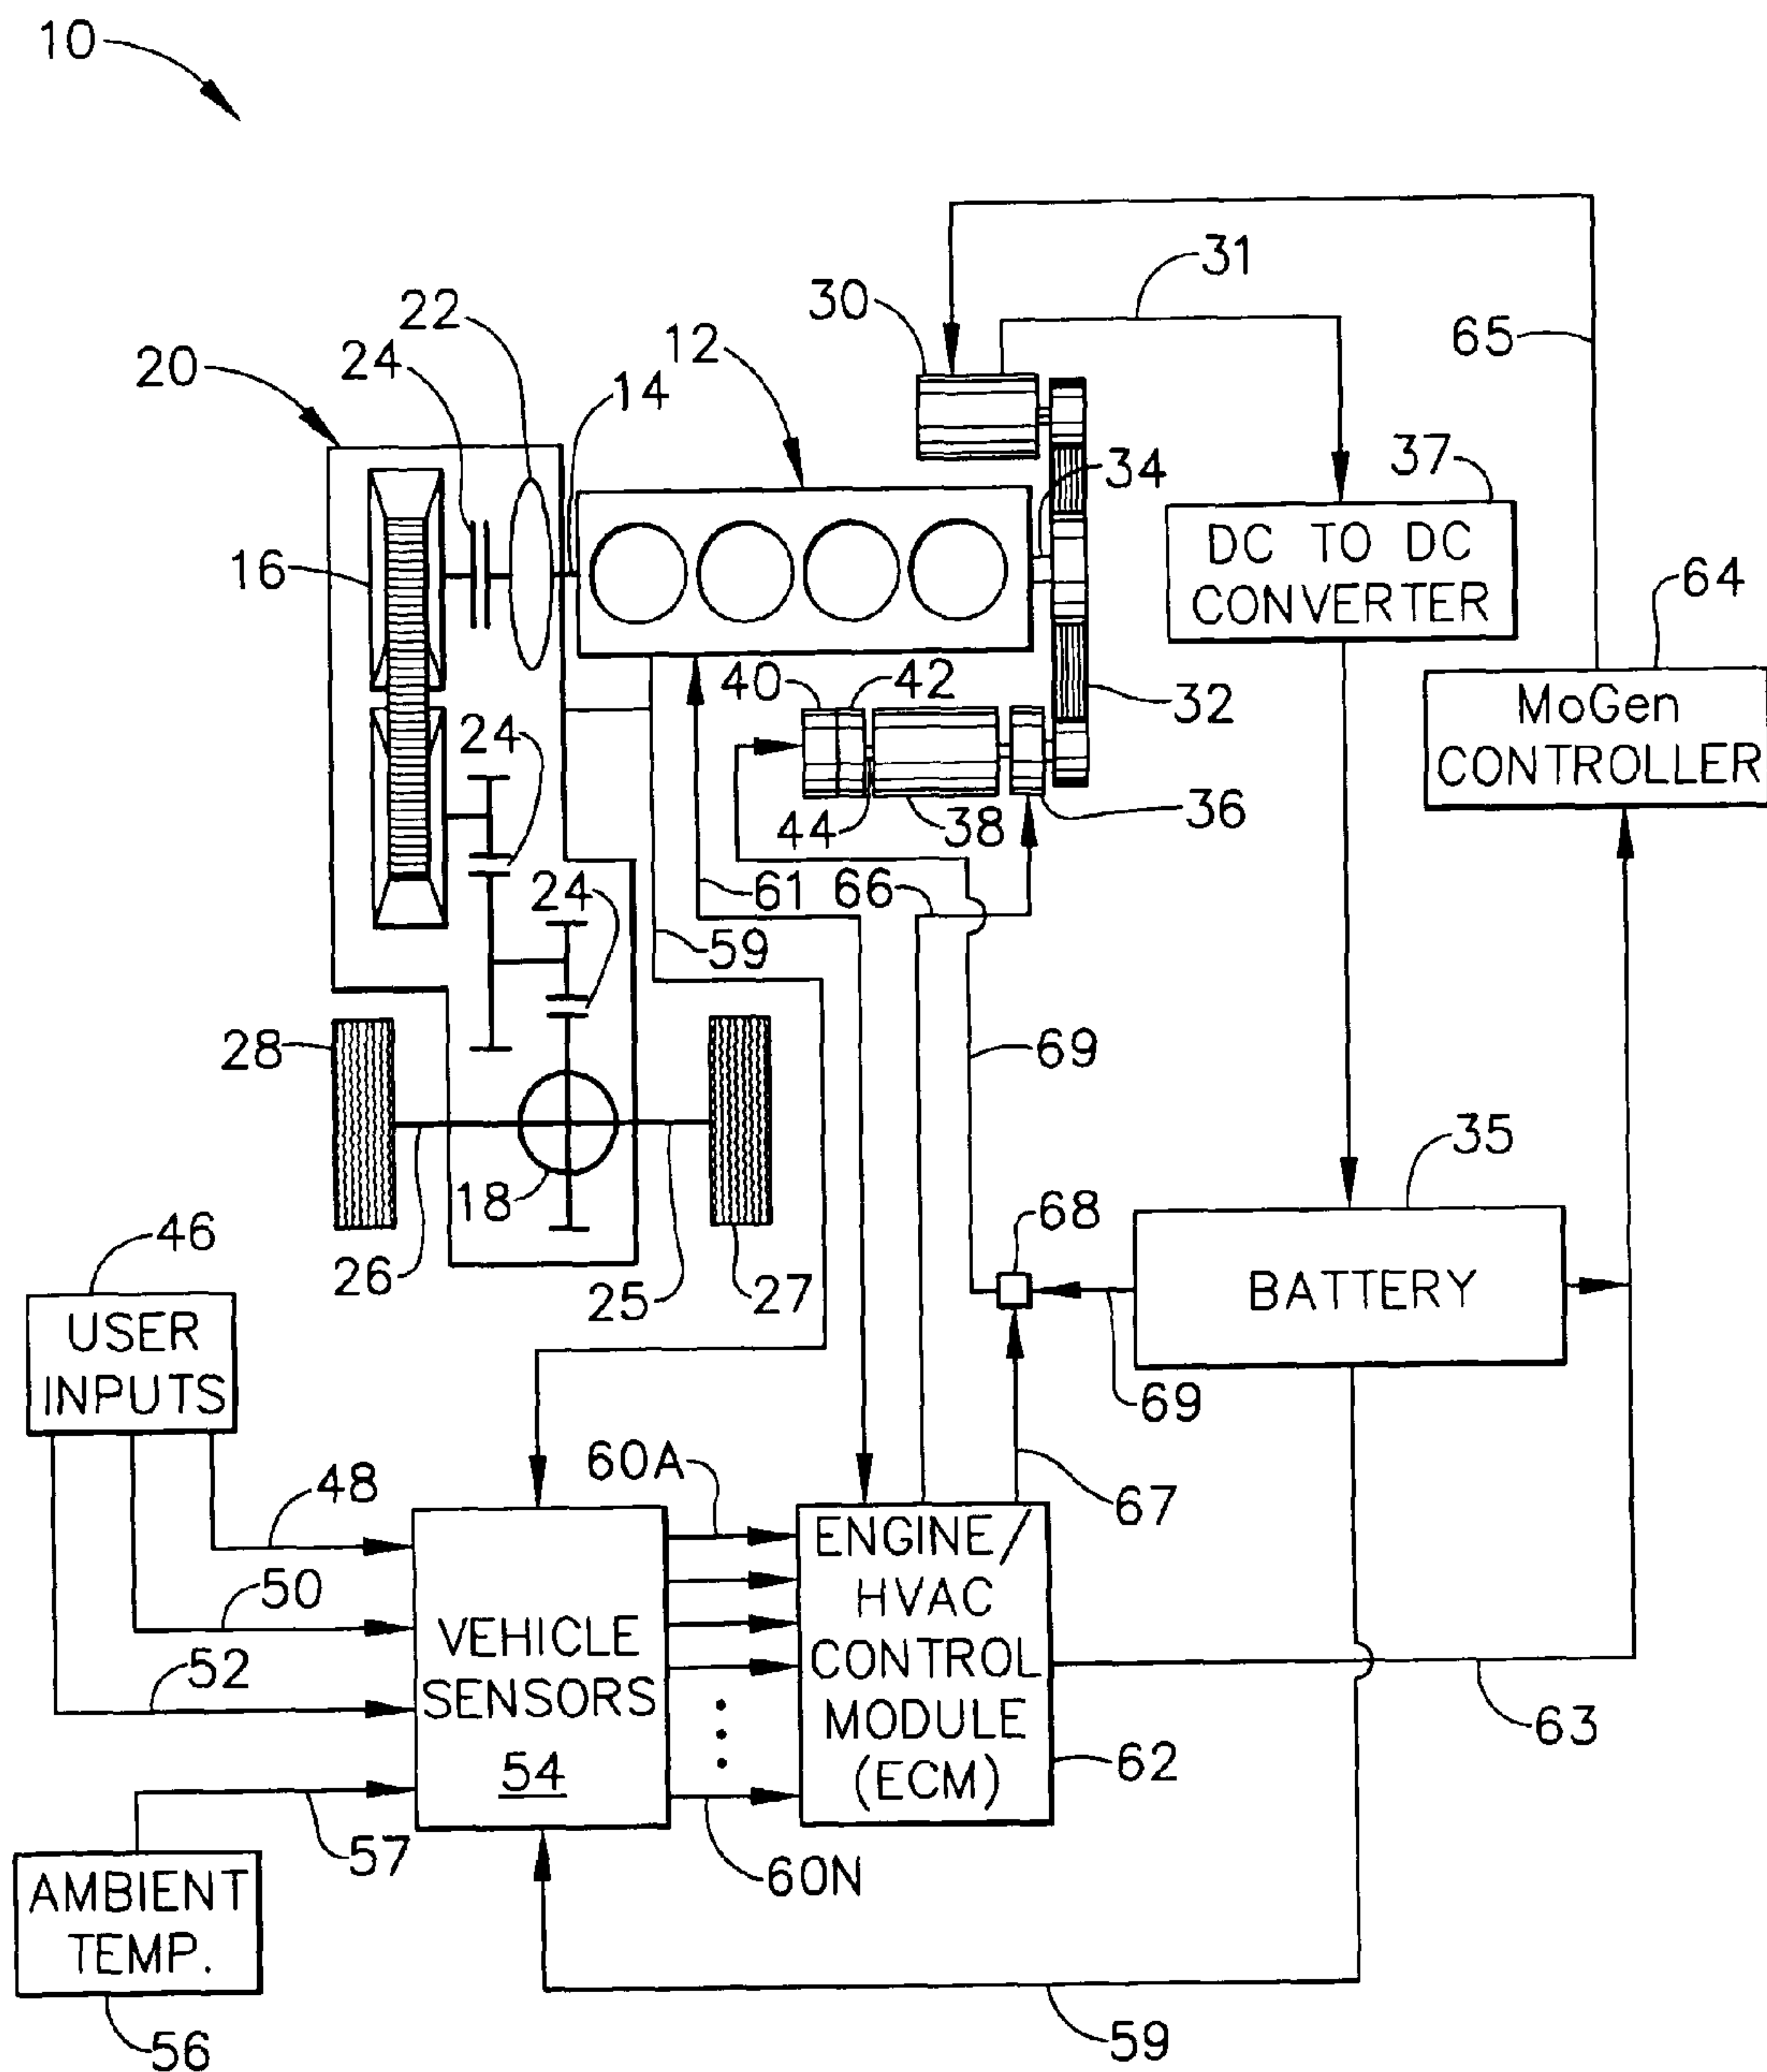 10
31
30
65
22
24
12
20
14
34
37
DC TO DC
CONVERTER
16
64
40
42
32
MoGen
CONTROLLER
24
44
38
36
61
66
24
59
28
69
35
18
68
46
26
25
27
BATTERY
USER
INPUTS
69
60A
48
67
ENGINE/
HVAC
CONTROL
MODULE
(ECM)
50
VEHICLE
SENSORS
52
54
63
62
57
60N
AMBIENT
TEMP.
59
56